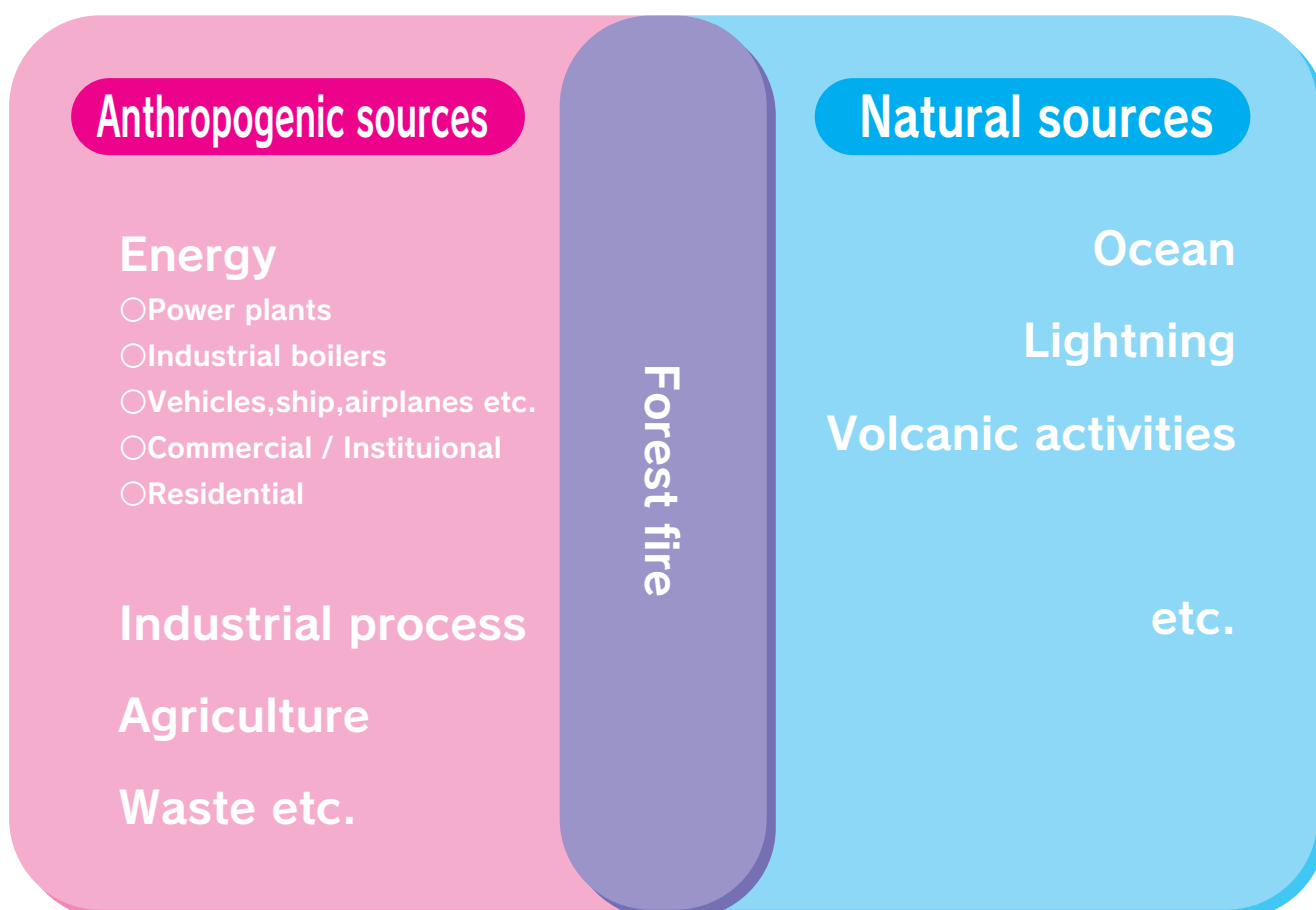 Anthropogenic sources
Energy
○Power plants
○Industrial boilers
○Vehicles,ship,airplanes etc.
○Commercial / Instituional
○Residential
Industrial process
Agriculture
Waste etc.
Forest fire
Natural sources
Ocean
Lightning
Volcanic activities
etc.